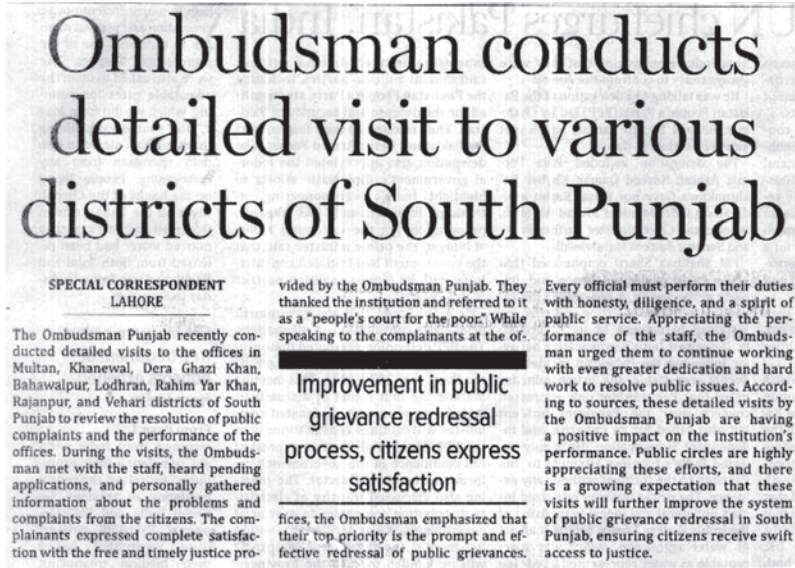 Ombudsman conducts
detailed visit to various
districts of South Punjab
SPECIAL CORRESPONDENT
LAHORE
The Ombudsman Punjab recently con-
ducted detailed visits to the offices in
Multan, Khanewal, Dera Ghazi Khan,
Bahawalpur, Lodhran, Rahim Yar Khan,
Rajanpur, and Vehari districts of South
Punjab to review the resolution of public
complaints and the performance of the
offices. During the visits, the Ombuds-
man met with the staff, heard pending
applications, and personally gathered
information about the problems and
complaints from the citizens. The com-
plainants expressed complete satisfac-
tion with the free and timely justice pro-
vided by the Ombudsman Punjab. They
thanked the institution and referred to it
as a "people's court for the poor." While
speaking to the complainants at the of-
Improvement in public
grievance redressal
process, citizens express
satisfaction
fices, the Ombudsman emphasized that
their top priority is the prompt and ef-
fective redressal of public grievances.
Every official must perform their duties
with honesty, diligence, and a spirit of
public service. Appreciating the per-
formance of the staff, the Ombuds-
man urged them to continue working
with even greater dedication and hard
work to resolve public issues. Accord-
ing to sources, these detailed visits by
the Ombudsman Punjab are having
a positive impact on the institution's
performance. Public circles are highly
appreciating these efforts, and there
is a growing expectation that these
visits will further improve the system
of public grievance redressal in South
Punjab, ensuring citizens receive swift
access to justice.